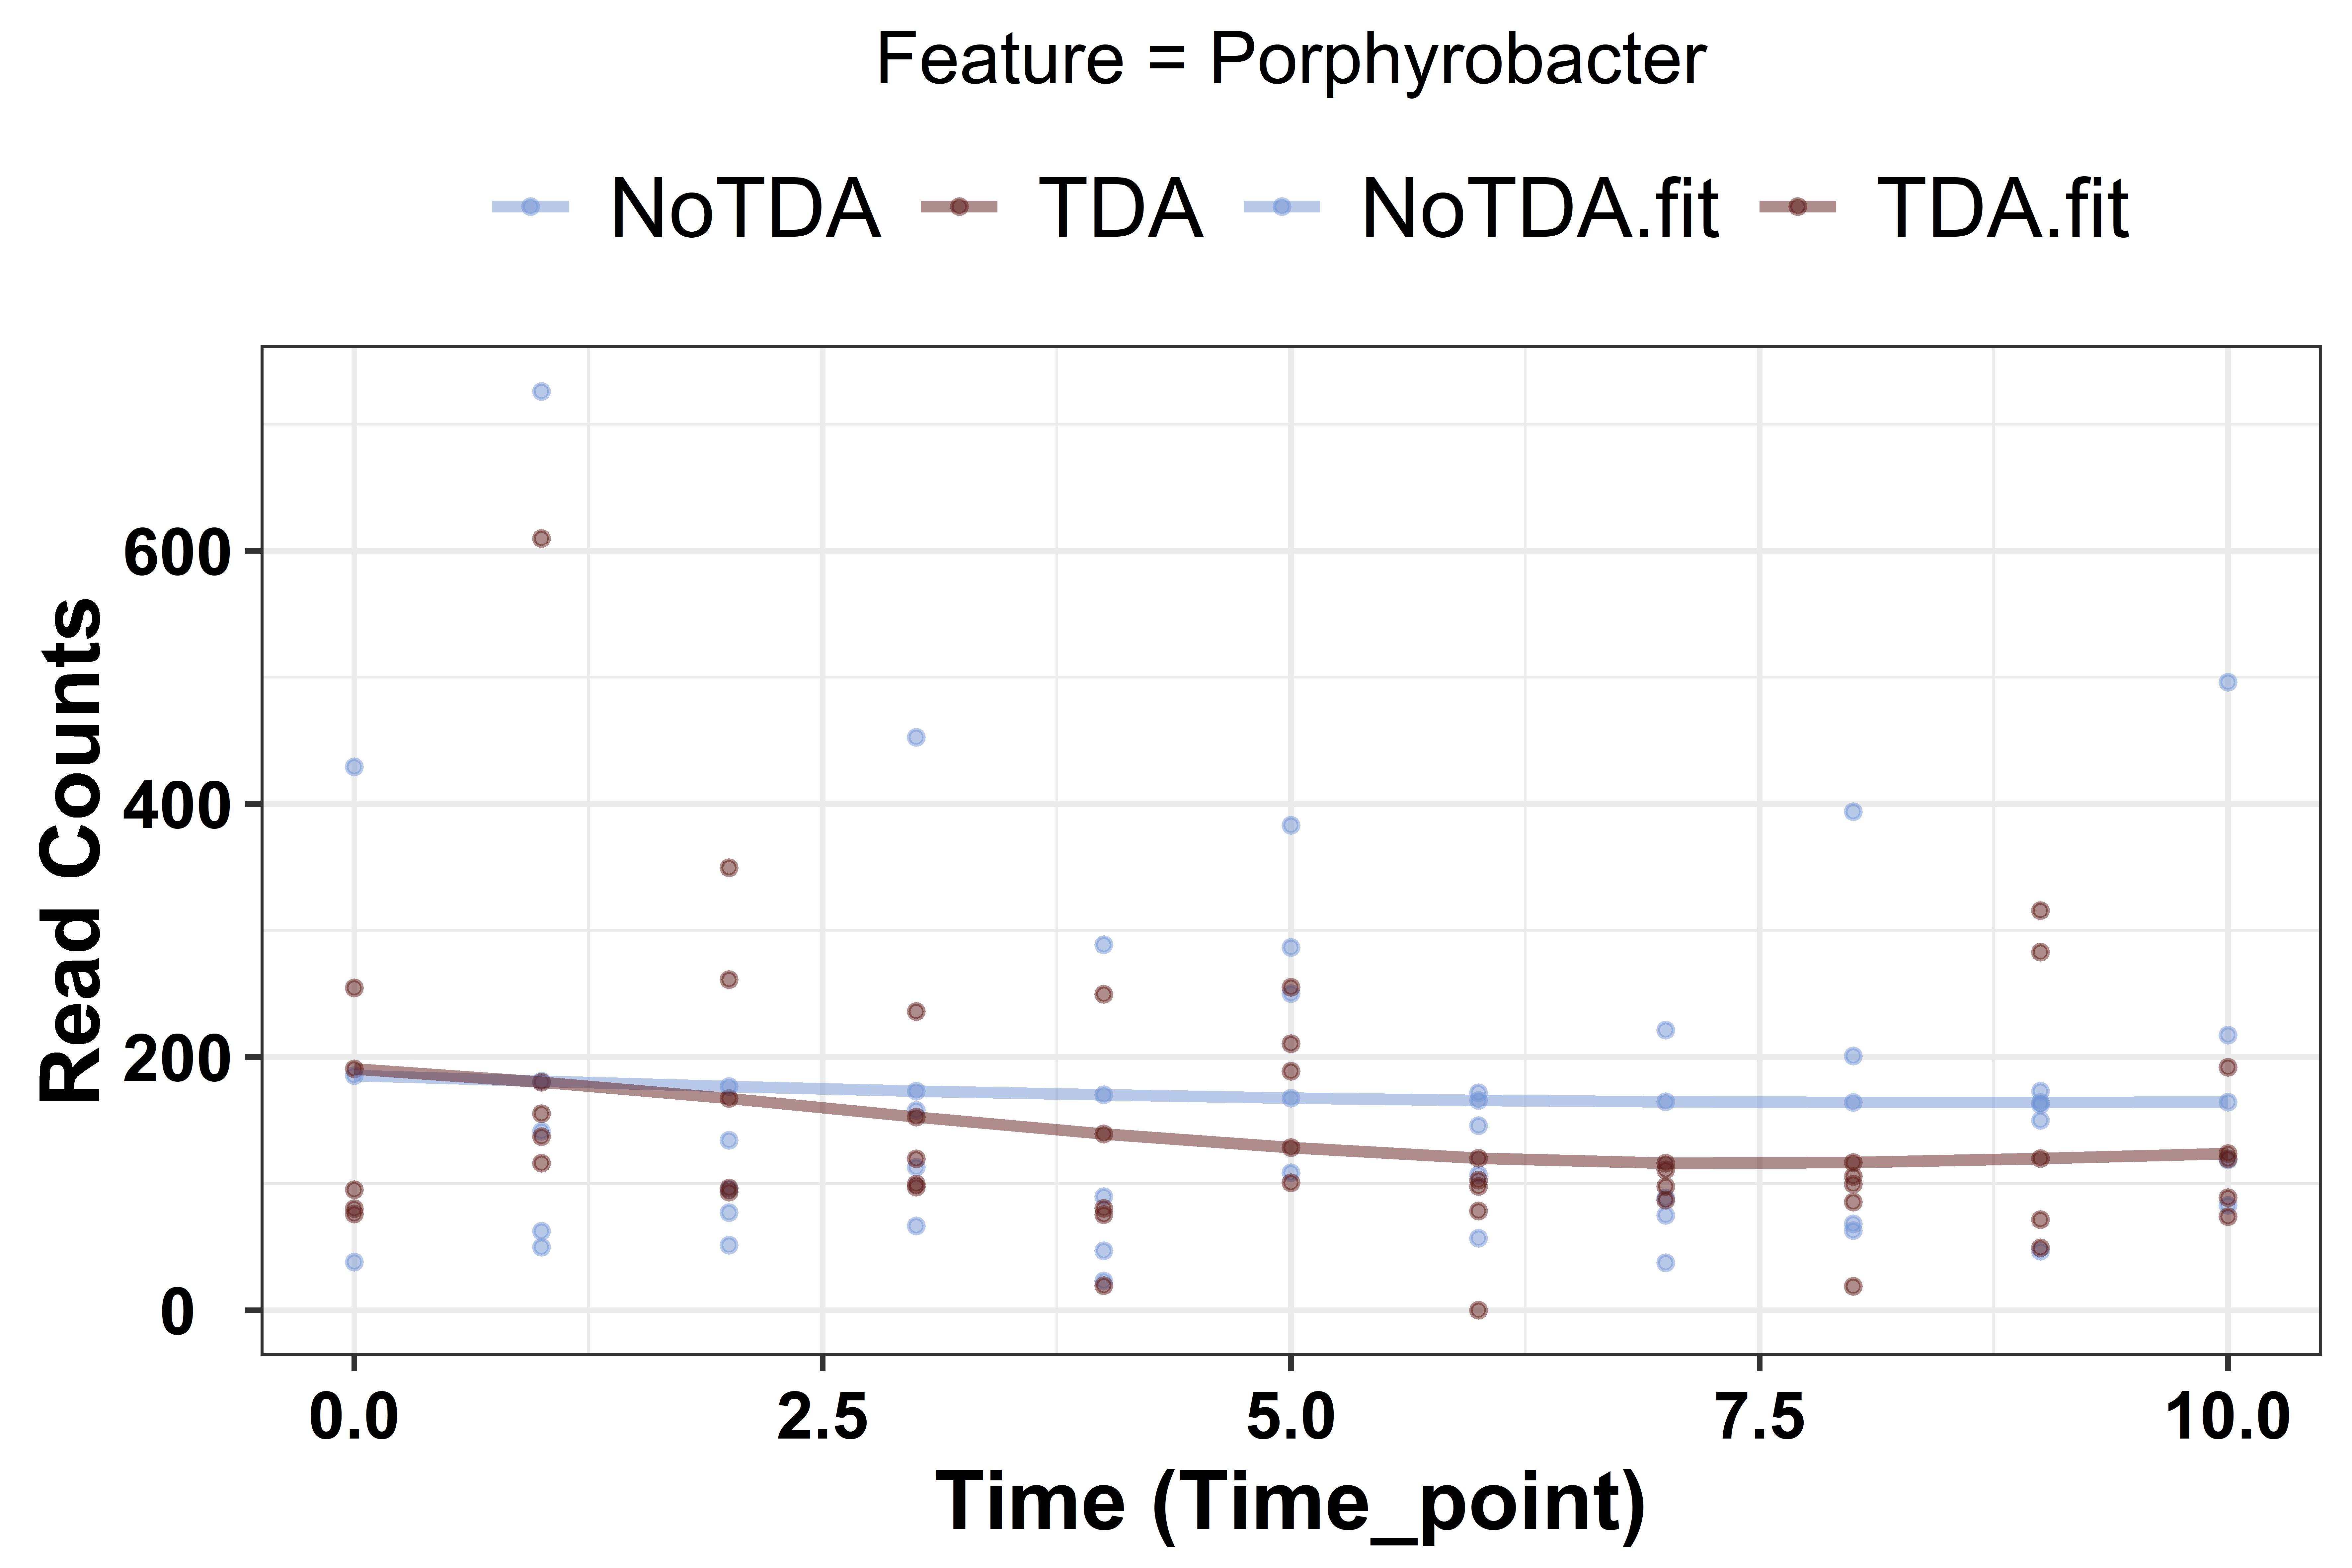 Feature = Porphyrobacter
NoTDA TDA NoTDA.fit TDA.fit
Read Counts
600
400
200
0
0.0 2.5 5.0 7.5 10.0
Time (Time_point)